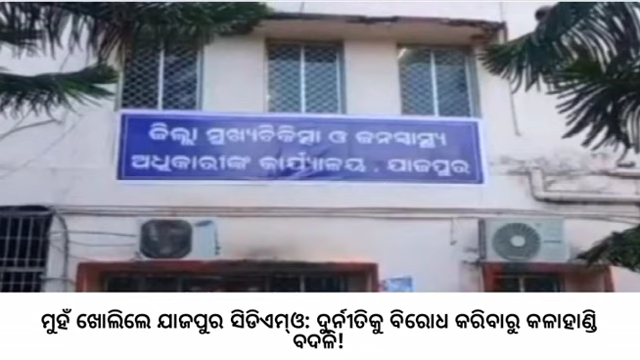 ଜିଲ୍ଲା ମୁଖ୍ୟଚିକିତ୍ସା ଓ ଜନସ୍ୱାସ୍ଥ୍ୟ
ଅଧିକାରୀଙ୍କ କାର୍ଯ୍ୟାଳୟ , ଯାଜପୁର
ମୁହଁ ଖୋଲିଲେ ଯାଜପୁର ସିଡିଏମ୍ଓ: ଦୁର୍ନୀତିକୁ ବିରୋଧ କରିବାରୁ କଳାହାଣ୍ଡି
ବଦଳି!